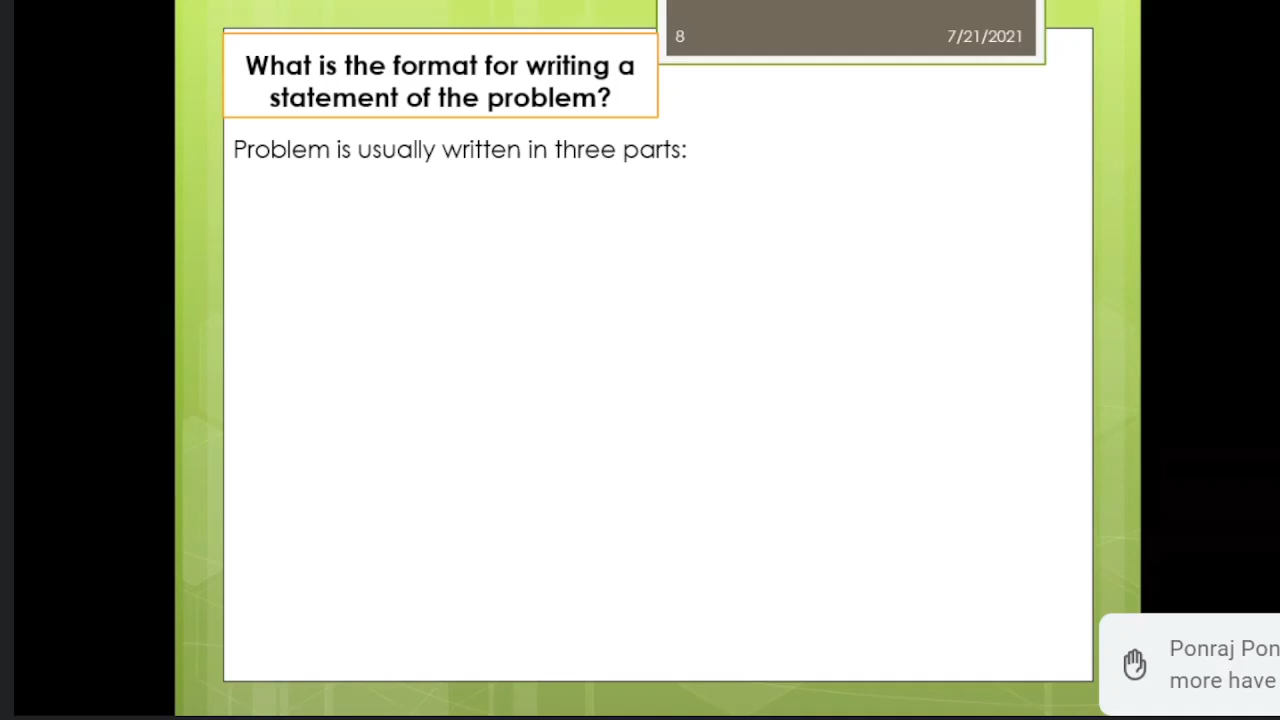 8 7/21/2021
What is the format for writing a
statement of the problem?
Problem is usually written in three parts:
Ponraj Pon
more have